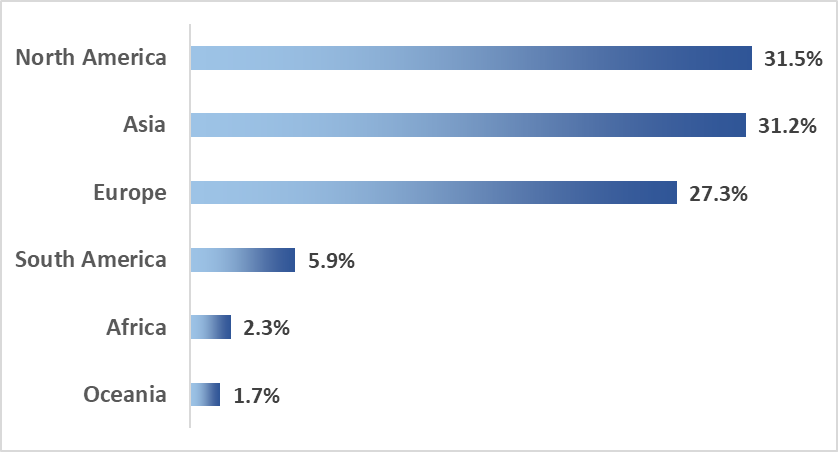 North America 31.5%
Asia 31.2%
Europe 27.3%
South America 5.9%
Africa 2.3%
Oceania 1.7%